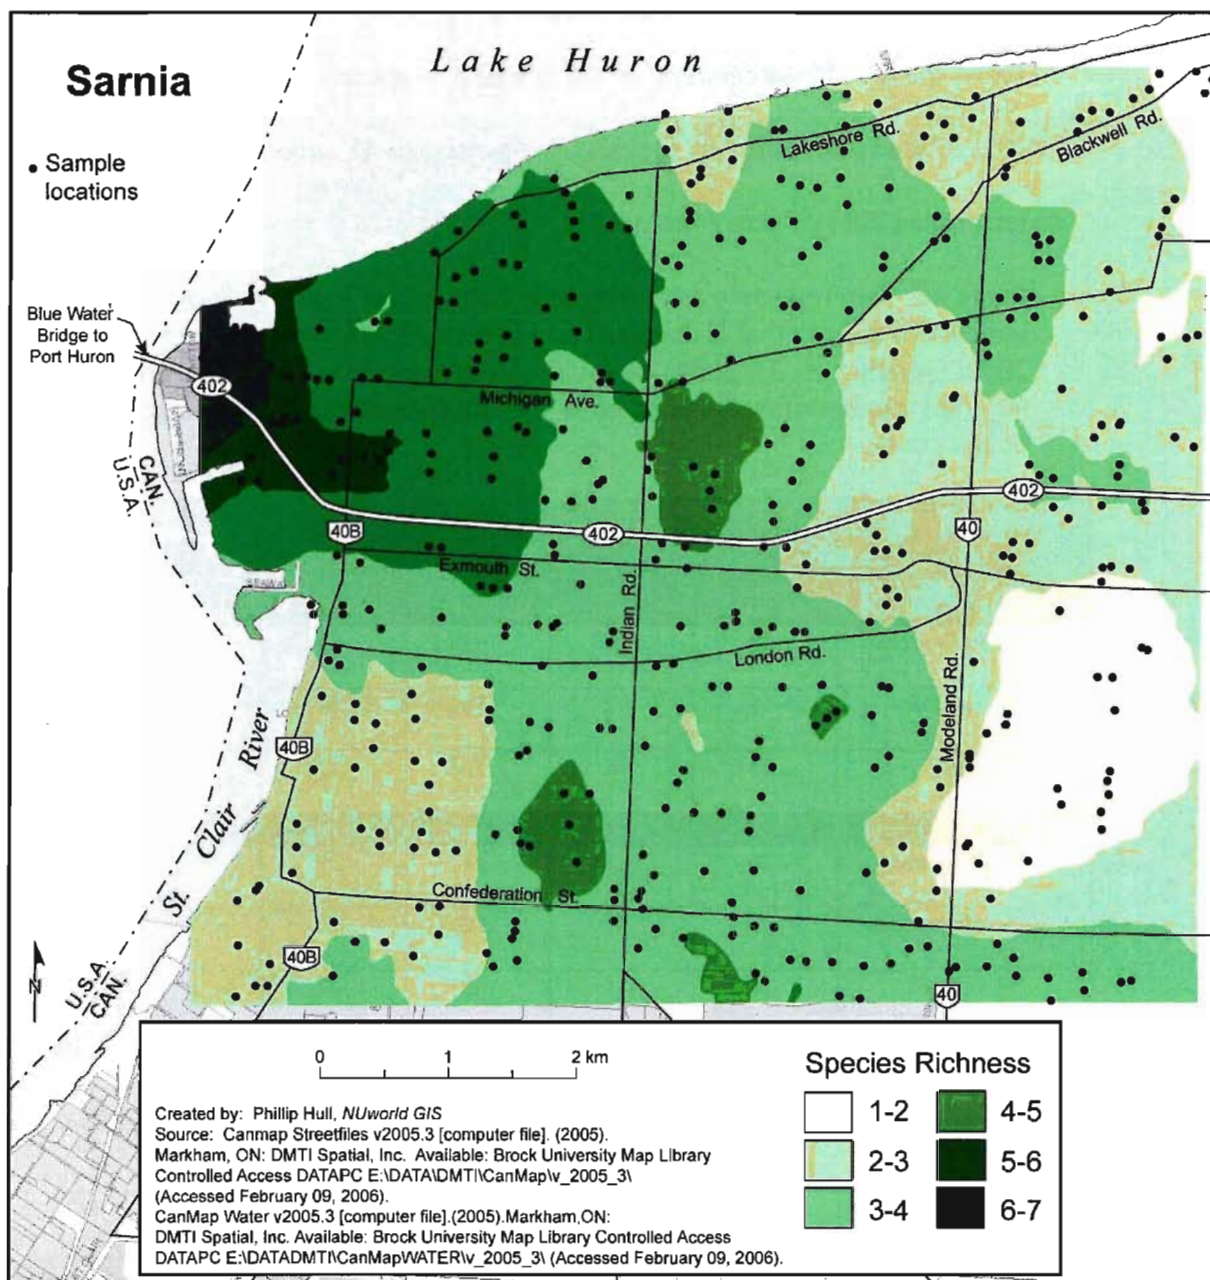 Lake Huron
Sarnia
Sample
locations
Lakeshore Rd.
Blackwell Rd.
Blue Water
Bridge to
Port Huron
402
Michigan Ave.
CAN.
U.S.A.
402
40B
402
40
Exmouth St.
SEAWAY
Indian Rd.
London Rd.
Modeland Rd.
40B
St. Clair River
Confederation St.
40B
N
U.S.A.
CAN.
40
0 1 2 km
Created by: Phillip Hull, NUworld GIS
Source: Canmap Streetfiles v2005.3 [computer file]. (2005).
Markham, ON: DMTI Spatial, Inc. Available: Brock University Map Library
Controlled Access DATAPC E:\DATA\DMTI\CanMap\v_2005_3\
(Accessed February 09, 2006).
CanMap Water v2005.3 [computer file].(2005).Markham,ON:
DMTI Spatial, Inc. Available: Brock University Map Library Controlled Access
DATAPC E:\DATADMTI\CanMapWATER\v_2005_3\ (Accessed February 09, 2006).
Species Richness
1-2
4-5
2-3
5-6
3-4
6-7